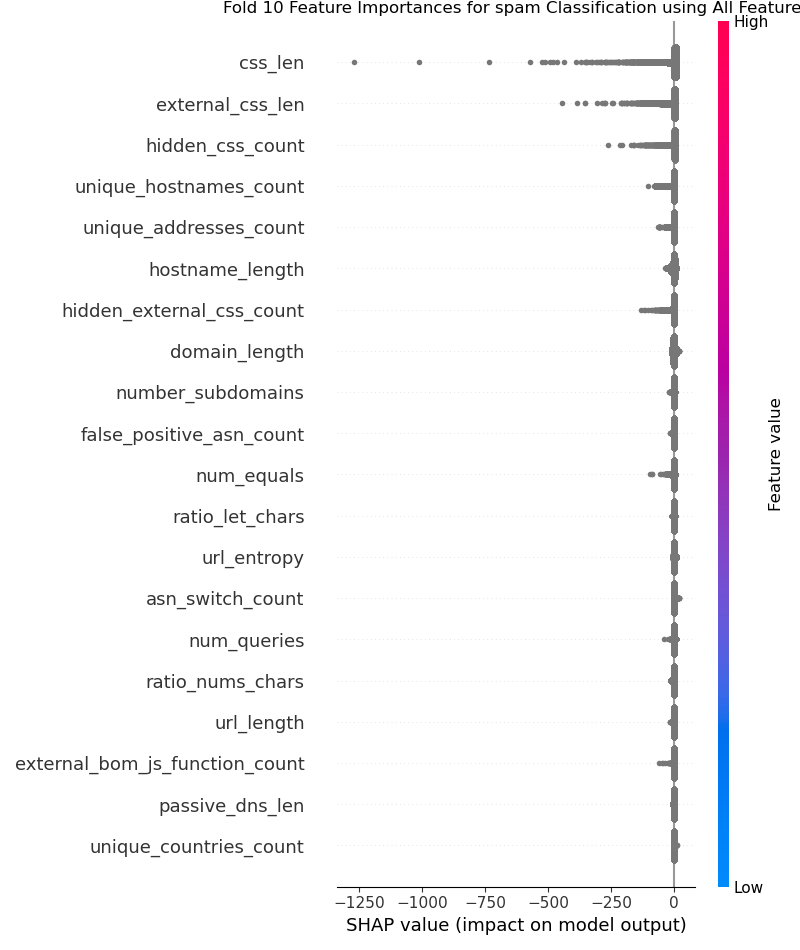 Fold 10 Feature Importances for spam Classification using All Feature
High
css_len
external_css_len
hidden_css_count
unique_hostnames_count
unique_addresses_count
hostname_length
hidden_external_css_count
domain_length
number_subdomains
false_positive_asn_count
num_equals
ratio_let_chars
url_entropy
asn_switch_count
num_queries
ratio_nums_chars
url_length
external_bom_js_function_count
passive_dns_len
unique_countries_count
Feature value
Low
−1250 −1000 −750 −500 −250 0
SHAP value (impact on model output)